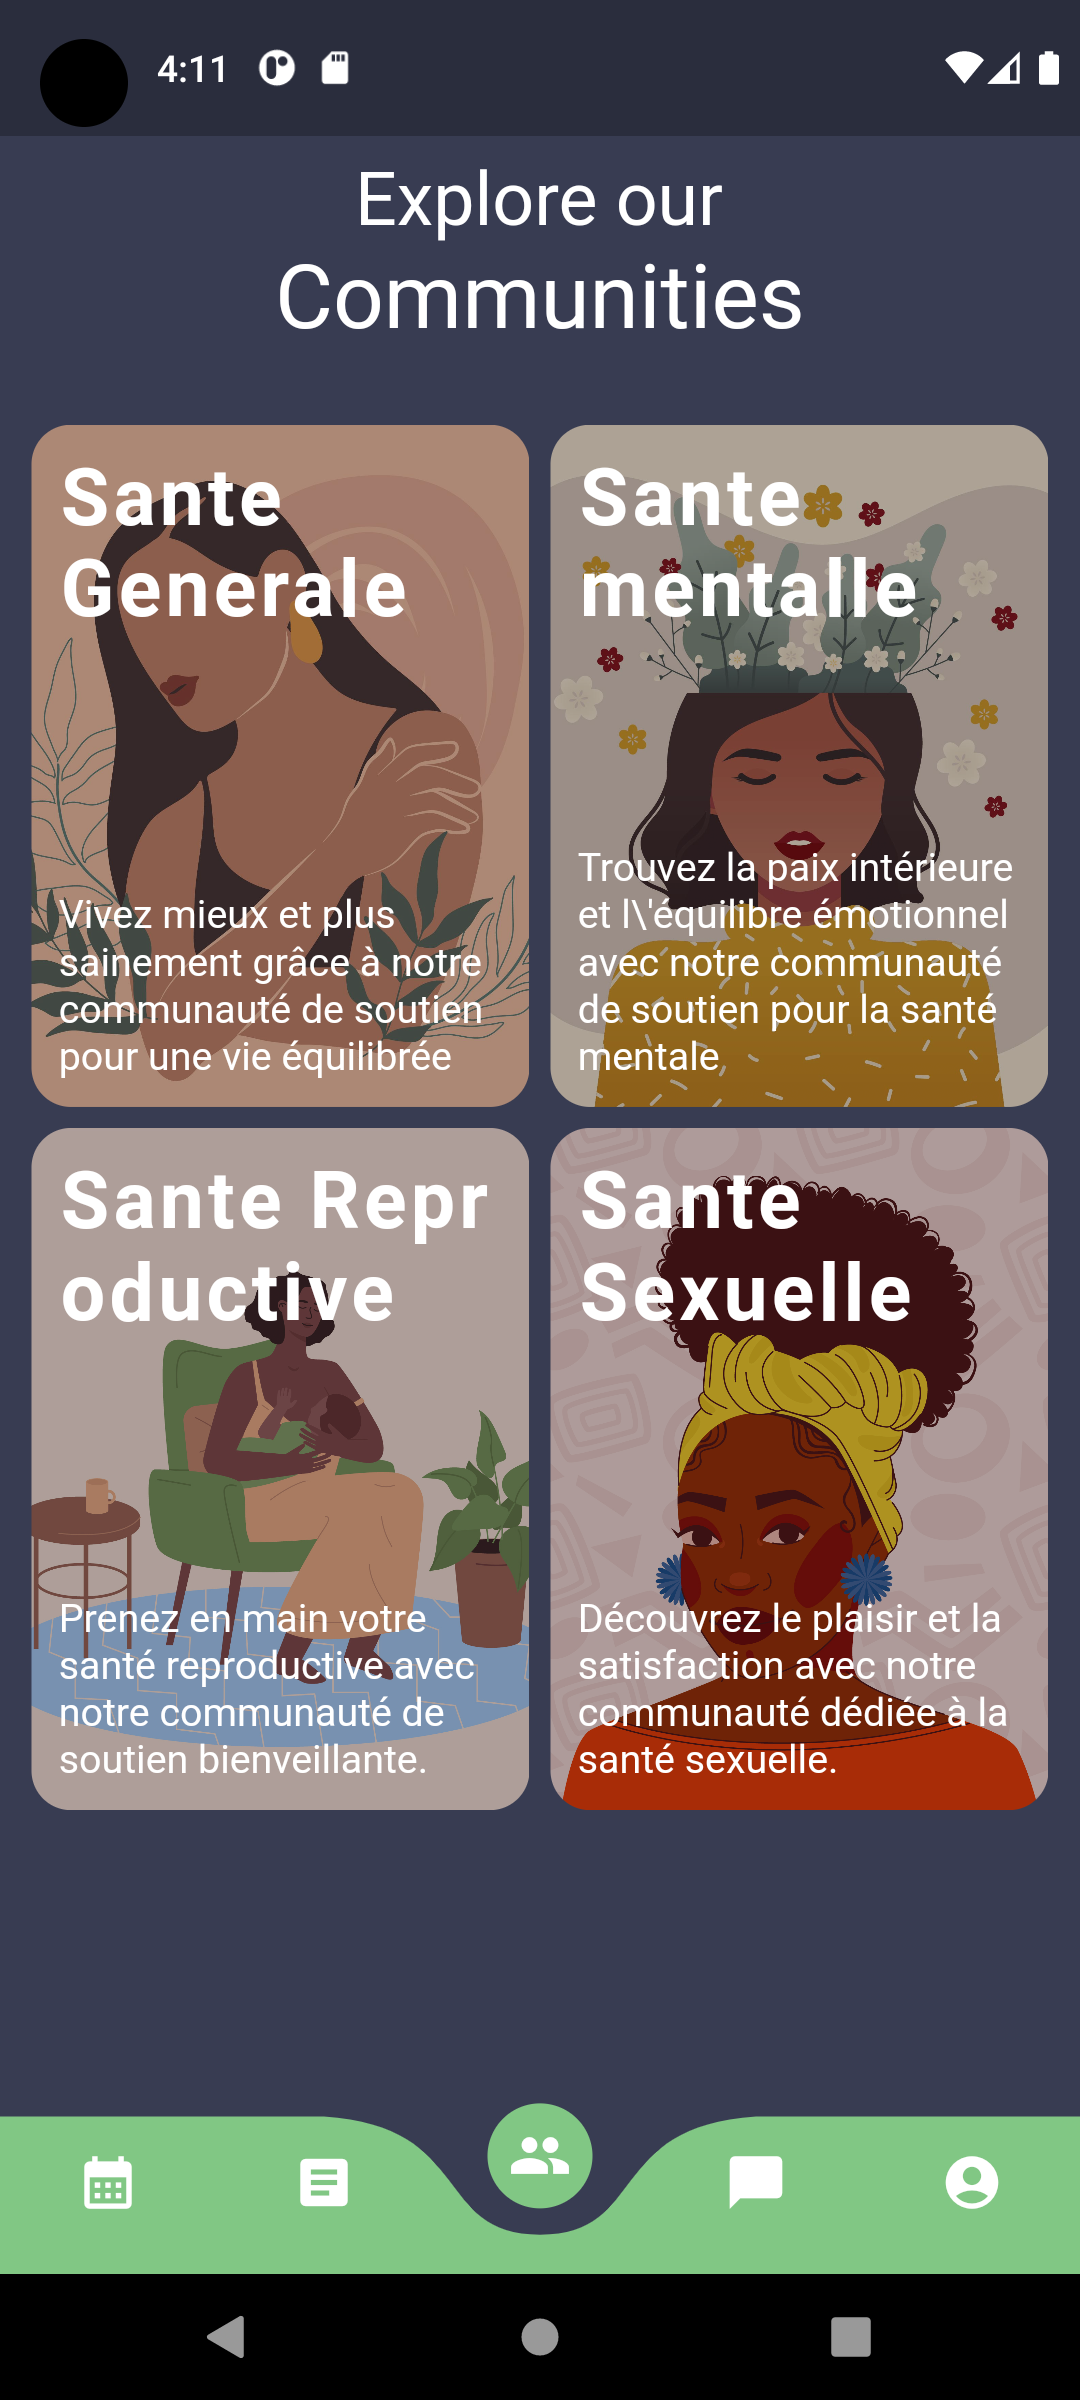 4:11
Explore our
Communities
Sante
Generale
Vivez mieux et plus
sainement grâce à notre
communauté de soutien
pour une vie équilibrée
Sante
mentalle
Trouvez la paix intérieure
et l\'équilibre émotionnel
avec notre communauté
de soutien pour la santé
mentale
Sante Repr
oductive
Prenez en main votre
santé reproductive avec
notre communauté de
soutien bienveillante.
Sante
Sexuelle
Découvrez le plaisir et la
satisfaction avec notre
communauté dédiée à la
santé sexuelle.